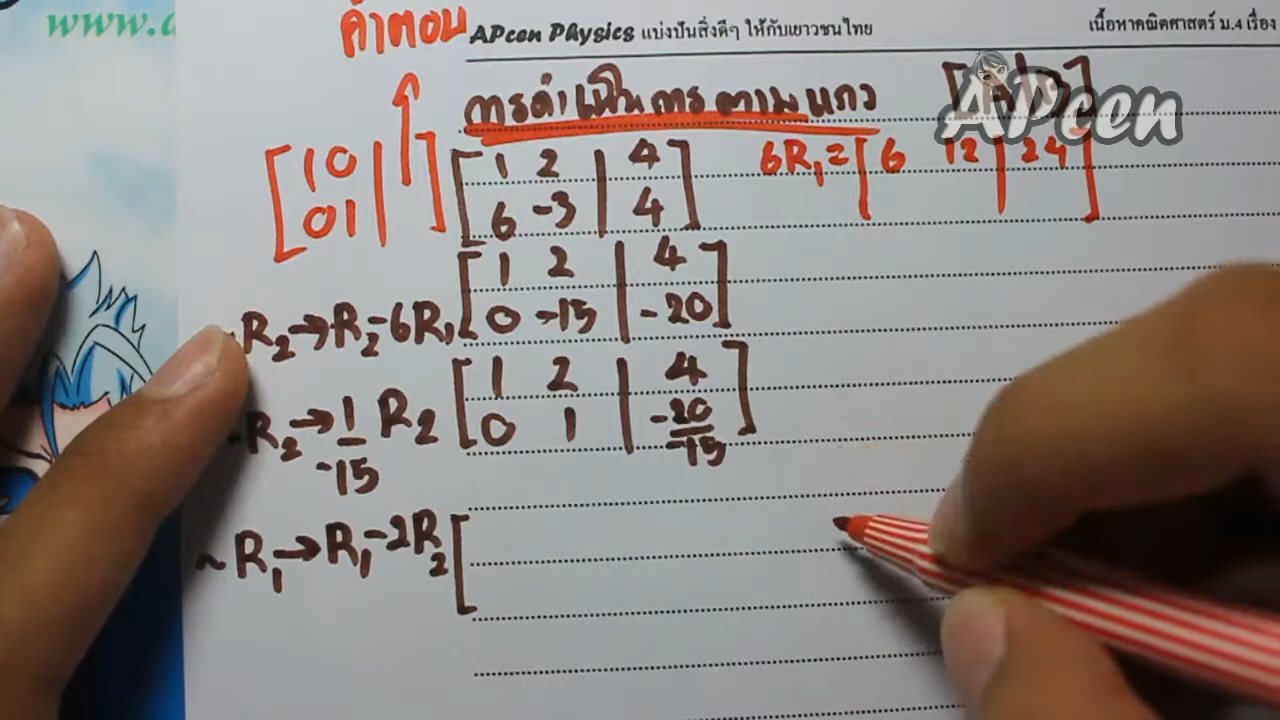 คำตอบ
APcen Physics แบ่งปันสิ่งดีๆ ให้กับเยาวชนไทย
เนื้อหาคณิตศาสตร์ ม.4 เรื่อง
www.
การดำเนินการตามแถว
APcen
[1 0 | ]
[0 1 | ]
[1 2 | 4]
[6 -3 | 4]
6R₁ = [6 12 | 24]
~R₂→R₂-6R₁ [1 2 | 4]
[0 -15 | -20]
~R₂→1/-15 R₂ [1 2 | 4]
[0 1 | -20/-15]
~R₁→R₁-2R₂ [